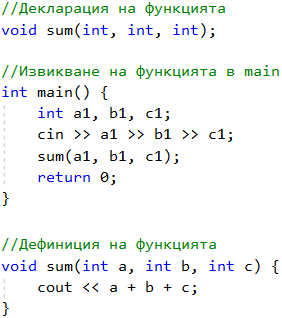 //Декларация на функцията
void sum(int, int, int);
//Извикване на функцията в main
int main() {
int a1, b1, c1;
cin >> a1 >> b1 >> c1;
sum(a1, b1, c1);
return 0;
}
//Дефиниция на функцията
void sum(int a, int b, int c) {
cout << a + b + c;
}